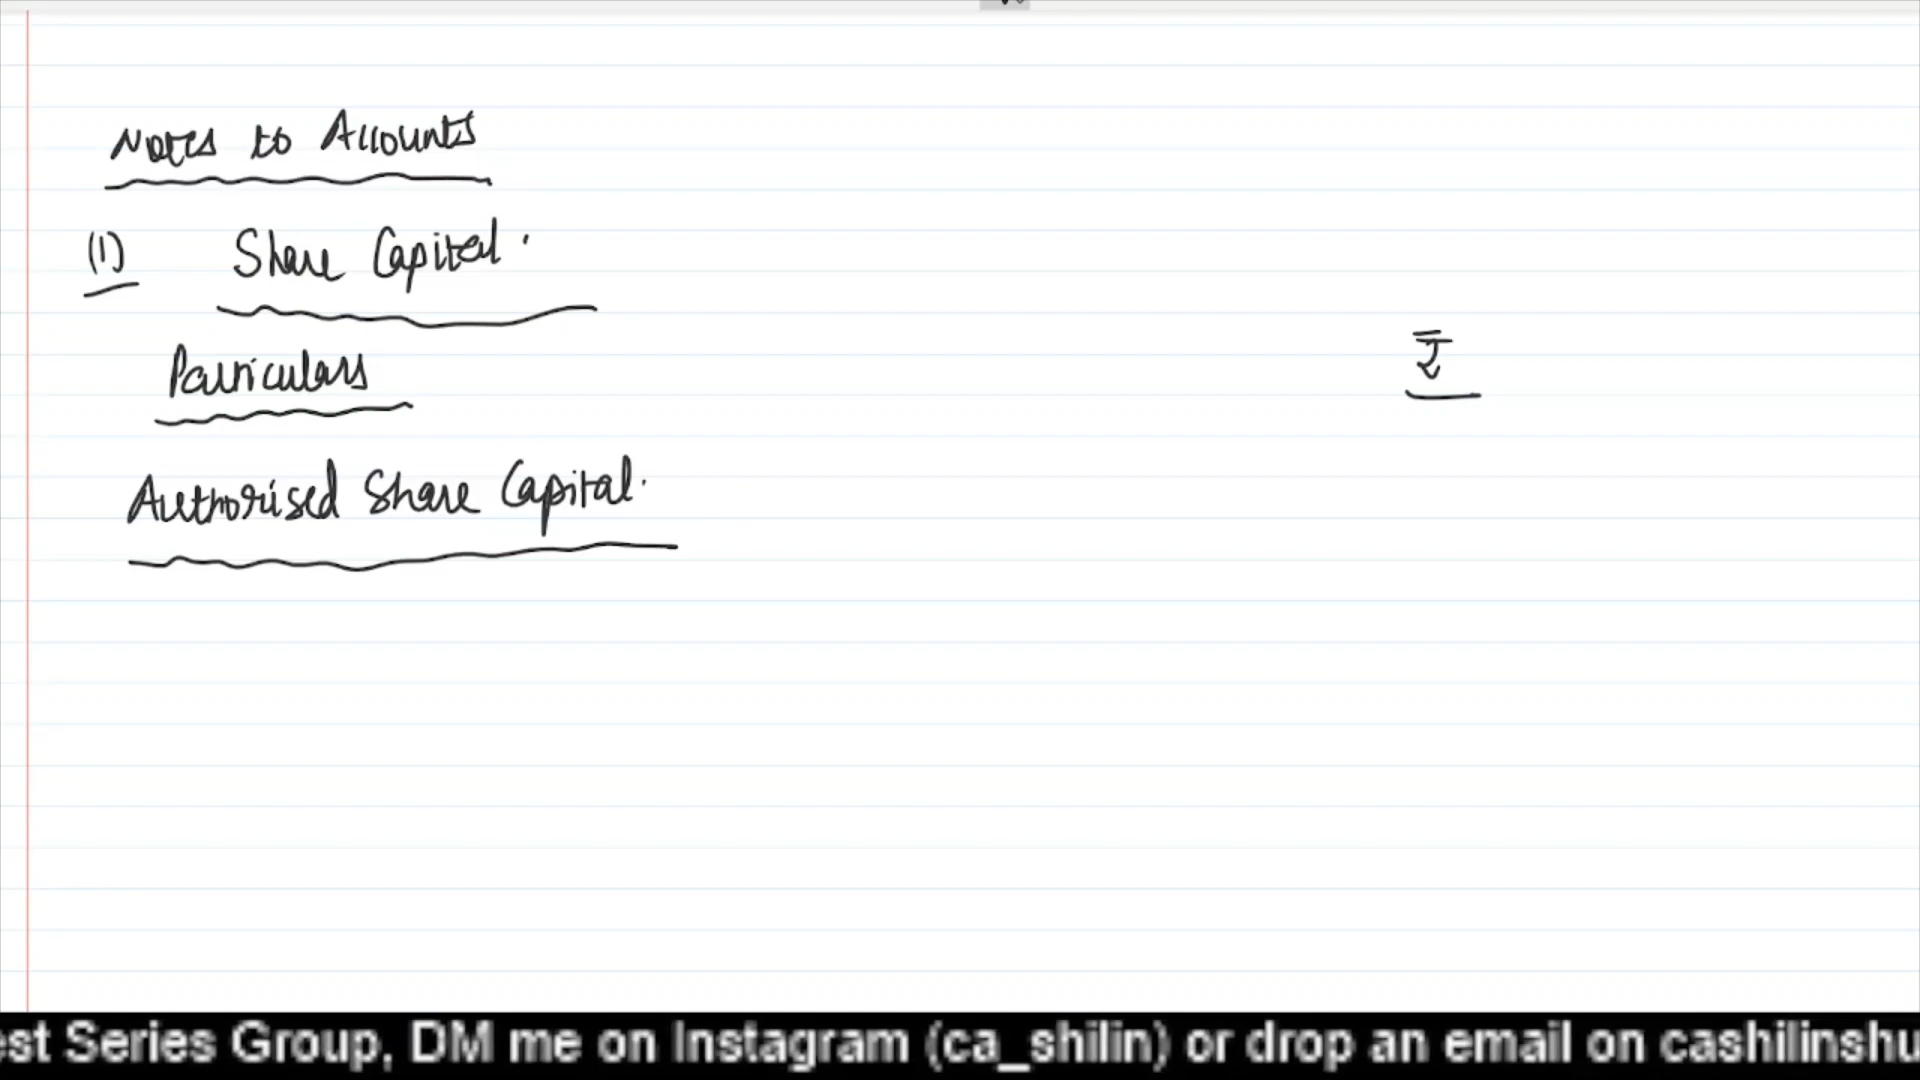 Notes to Accounts
(1) Share Capital.
Particulars ₹
Authorised Share Capital.
est Series Group, DM me on Instagram (ca_shilin) or drop an email on cashilinshu